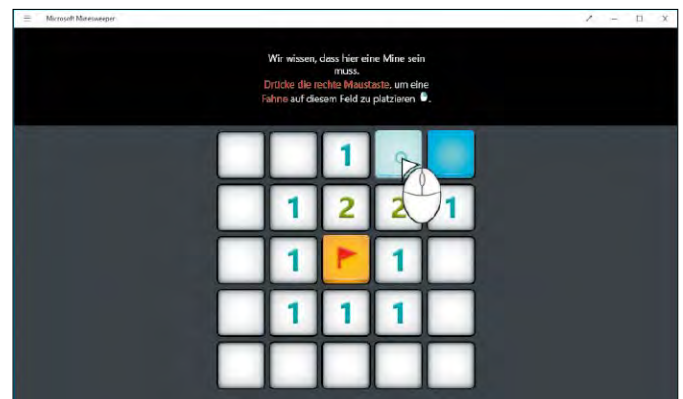 Microsoft Minesweeper
Wir wissen, dass hier eine Mine sein
muss.
Drücke die rechte Maustaste, um eine
Fahne auf diesem Feld zu platzieren.
1
1 2 2 1
1 1
1 1 1